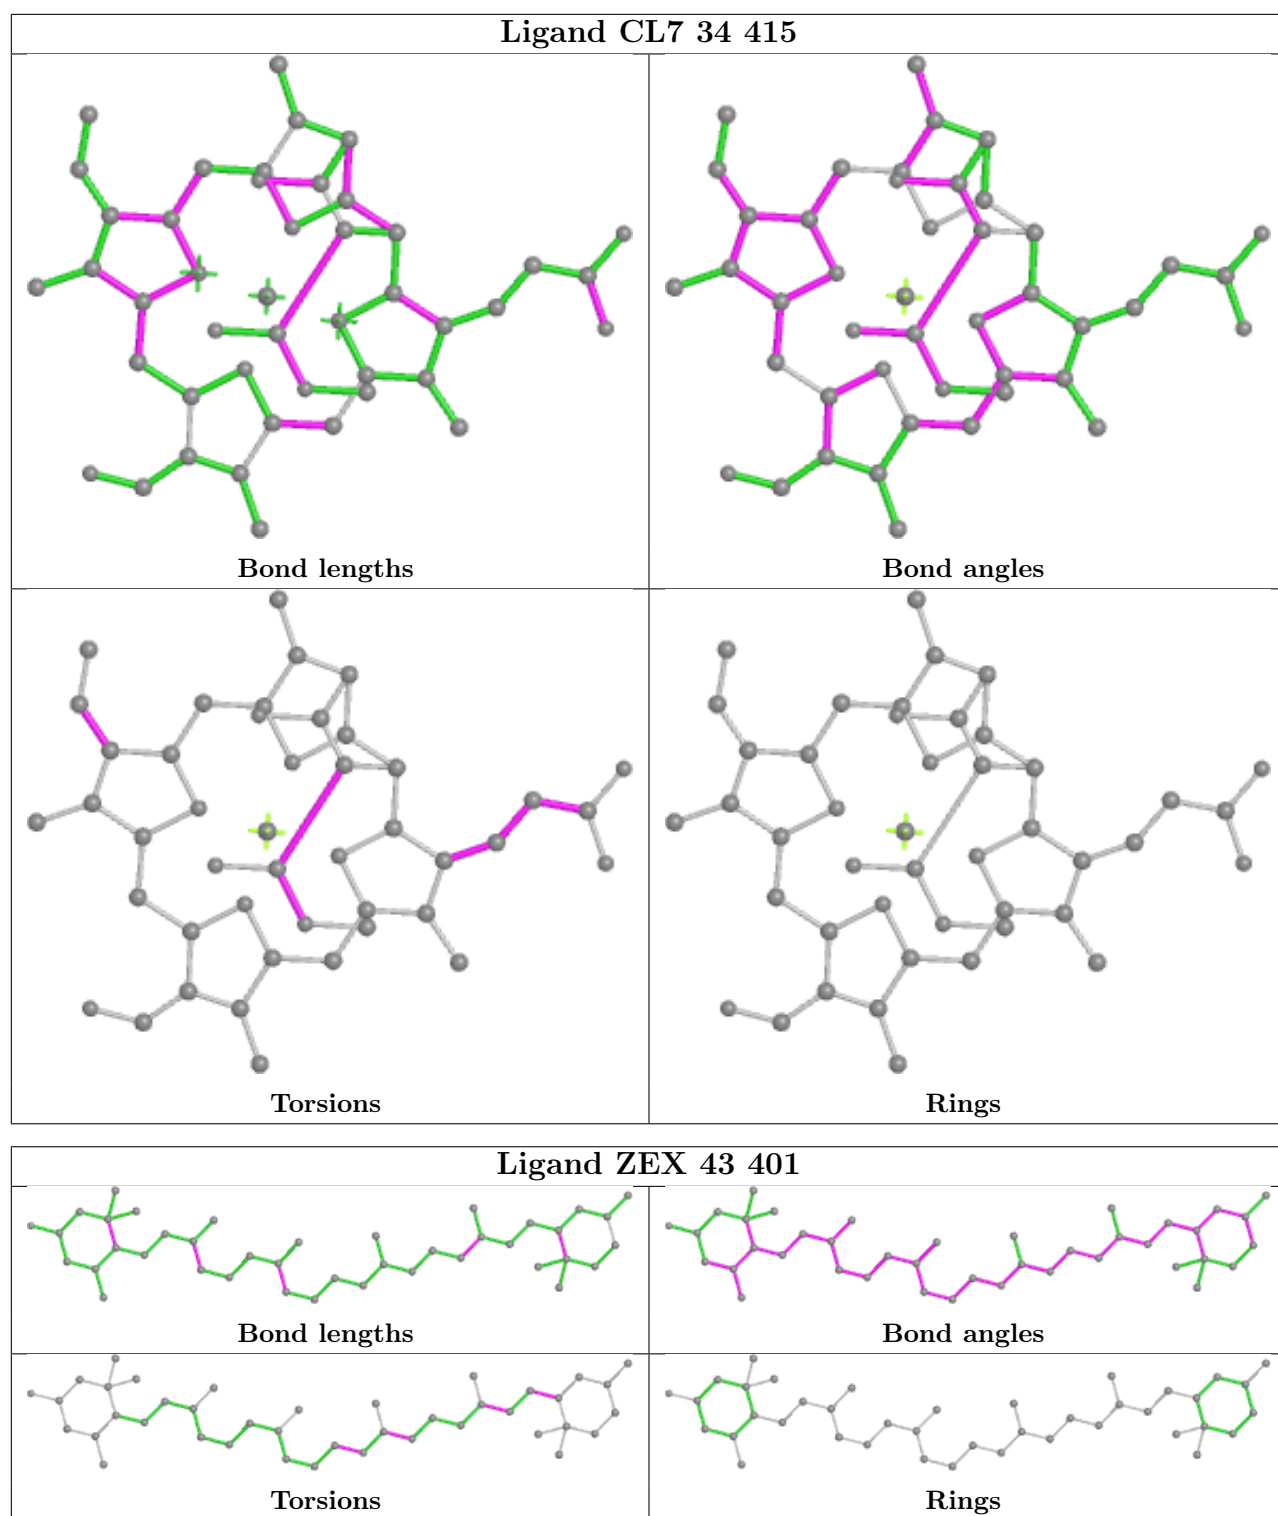 Ligand CL7 34 415
Bond lengths
Bond angles
Torsions
Rings
Ligand ZEX 43 401
Bond lengths
Bond angles
Torsions
Rings